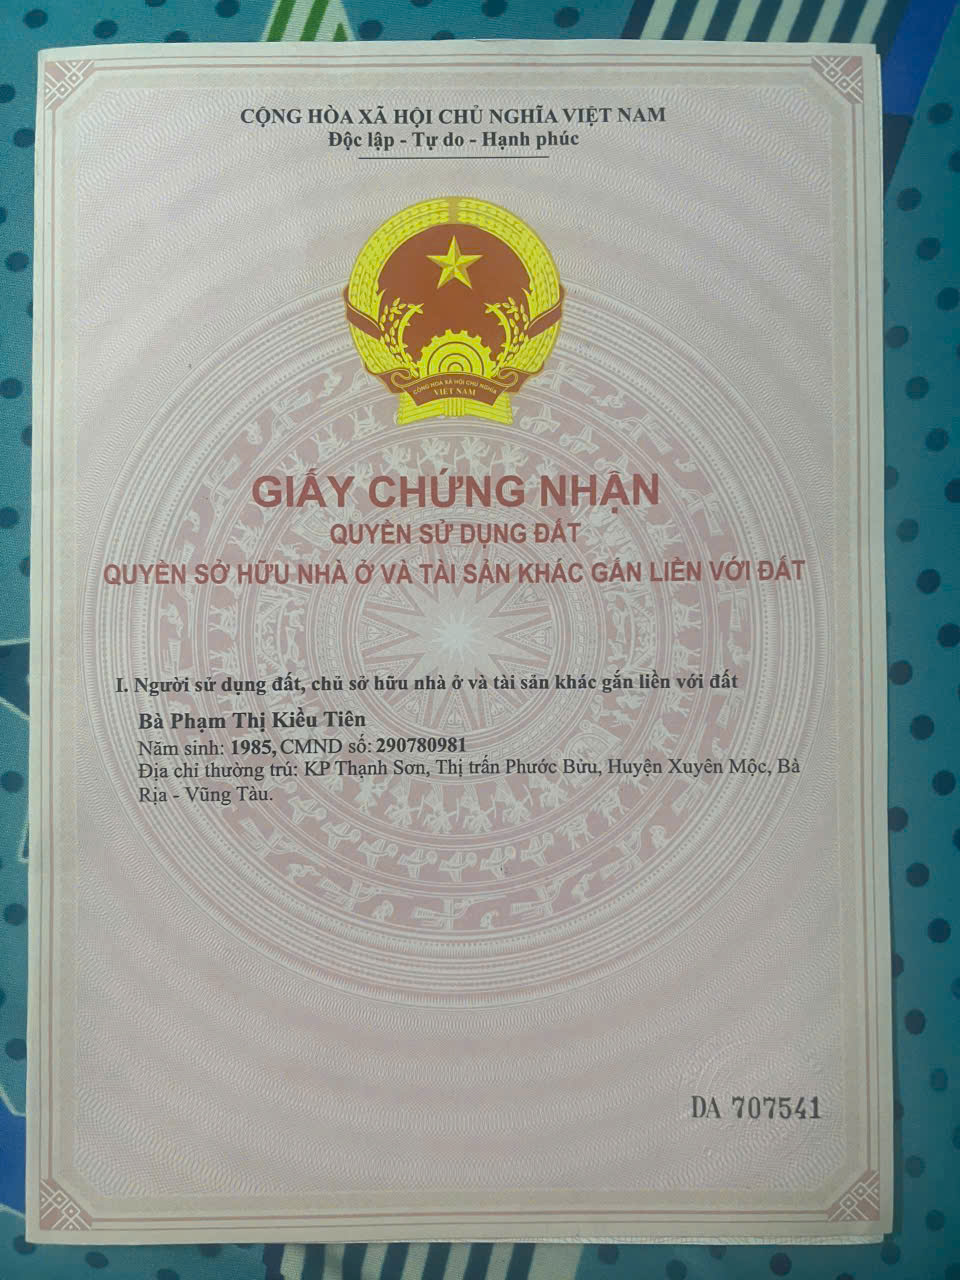 CỘNG HÒA XÃ HỘI CHỦ NGHĨA VIỆT NAM
Độc lập - Tự do - Hạnh phúc
CỘNG HÒA XÃ HỘI CHỦ NGHĨA
VIỆT NAM
GIẤY CHỨNG NHẬN
QUYỀN SỬ DỤNG ĐẤT
QUYỀN SỞ HỮU NHÀ Ở VÀ TÀI SẢN KHÁC GẮN LIỀN VỚI ĐẤT
I. Người sử dụng đất, chủ sở hữu nhà ở và tài sản khác gắn liền với đất
Bà Phạm Thị Kiều Tiên
Năm sinh: 1985, CMND số: 290780981
Địa chỉ thường trú: KP Thạnh Sơn, Thị trấn Phước Bửu, Huyện Xuyên Mộc, Bà
Rịa - Vũng Tàu.
DA 707541